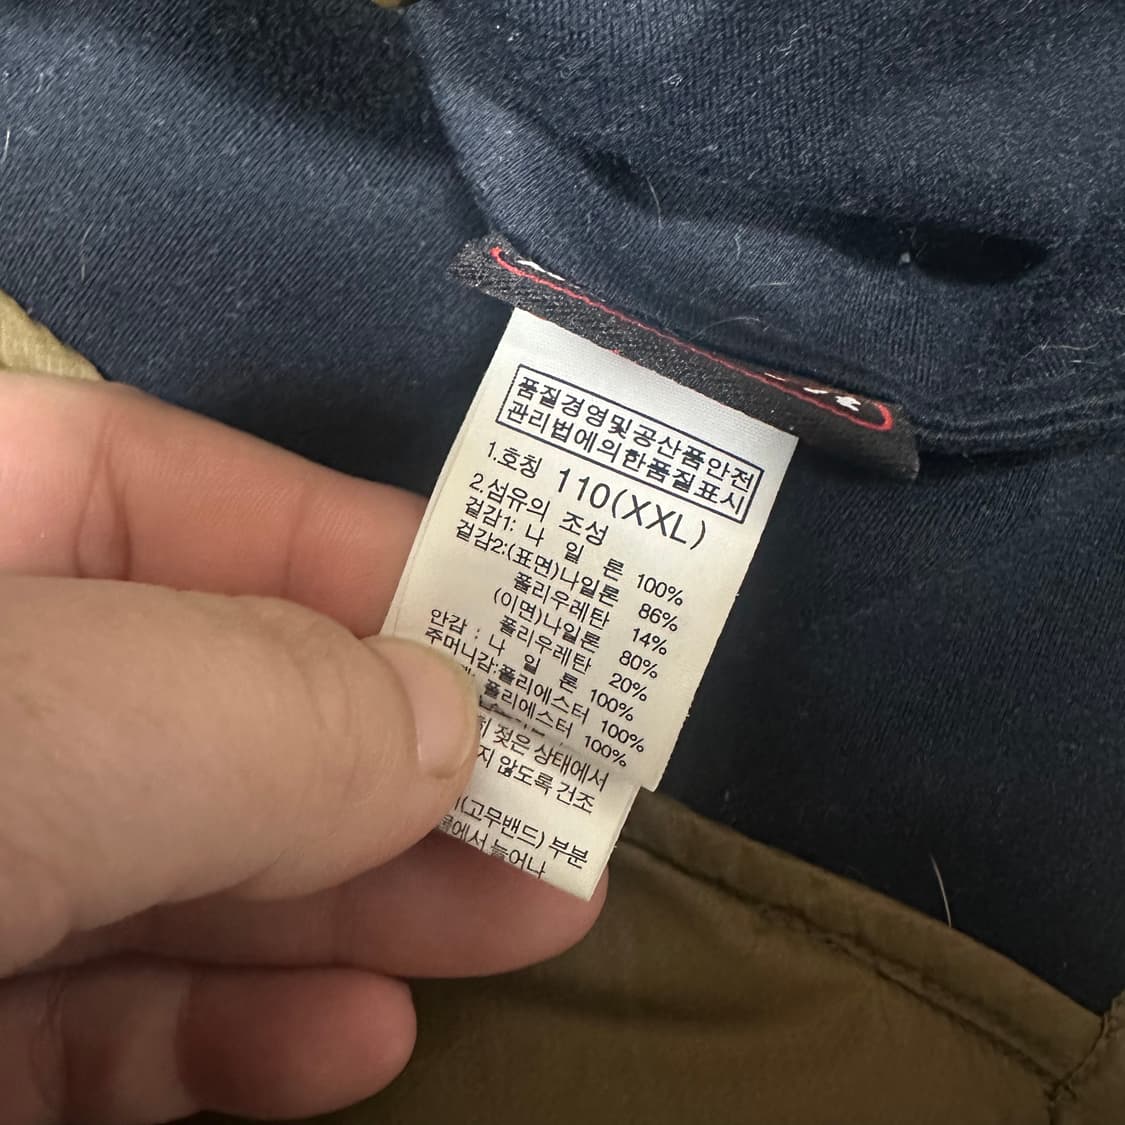 품질경영및공산품안전
관리법에의한품질표시
1.호칭 110(XXL)
2.섬유의 조성
겉감1: 나 일 론 100%
겉감2:(표면)나일론 86%
폴리우레탄 14%
(이면)나일론 80%
폴리우레탄 20%
안감 : 나 일 론 100%
주머니감:폴리에스터 100%
폴리에스터 100%
젖은 상태에서
않도록 건조
(고무밴드) 부분
늘어나